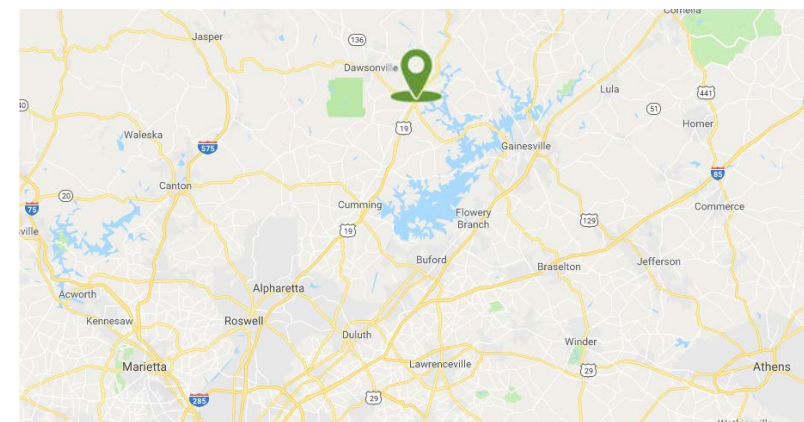 Cornelia
Jasper
136
Dawsonville
Lula
441
40
51
19
Homer
Waleska
575
Gainesville
85
Canton
20
75
Cumming
Commerce
Flowery
Branch
129
19
ville
Buford
Braselton
Jefferson
Alpharetta
Acworth
Kennesaw
Roswell
Duluth
Winder
Marietta
Lawrenceville
29
Athens
285
29